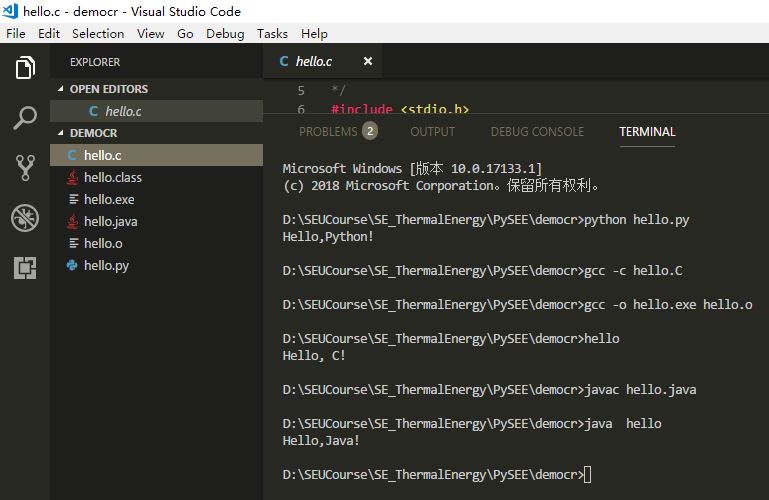 hello.c - democr - Visual Studio Code
File Edit Selection View Go Debug Tasks Help
EXPLORER
OPEN EDITORS
hello.c
DEMOCR
hello.c
hello.class
hello.exe
hello.java
hello.o
hello.py
hello.c
5 */
6 #include <stdio.h>
PROBLEMS 2 OUTPUT DEBUG CONSOLE TERMINAL
Microsoft Windows [版本 10.0.17133.1]
(c) 2018 Microsoft Corporation。保留所有权利。
D:\SEUCourse\SE_ThermalEnergy\PySEE\democr>python hello.py
Hello,Python!
D:\SEUCourse\SE_ThermalEnergy\PySEE\democr>gcc -c hello.C
D:\SEUCourse\SE_ThermalEnergy\PySEE\democr>gcc -o hello.exe hello.o
D:\SEUCourse\SE_ThermalEnergy\PySEE\democr>hello
Hello, C!
D:\SEUCourse\SE_ThermalEnergy\PySEE\democr>javac hello.java
D:\SEUCourse\SE_ThermalEnergy\PySEE\democr>java  hello
Hello,Java!
D:\SEUCourse\SE_ThermalEnergy\PySEE\democr>